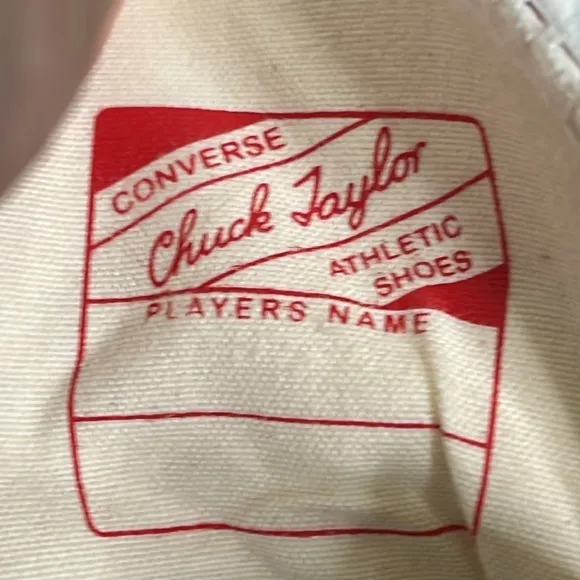 CONVERSE
Chuck Taylor
ATHLETIC
SHOES
PLAYERS NAME